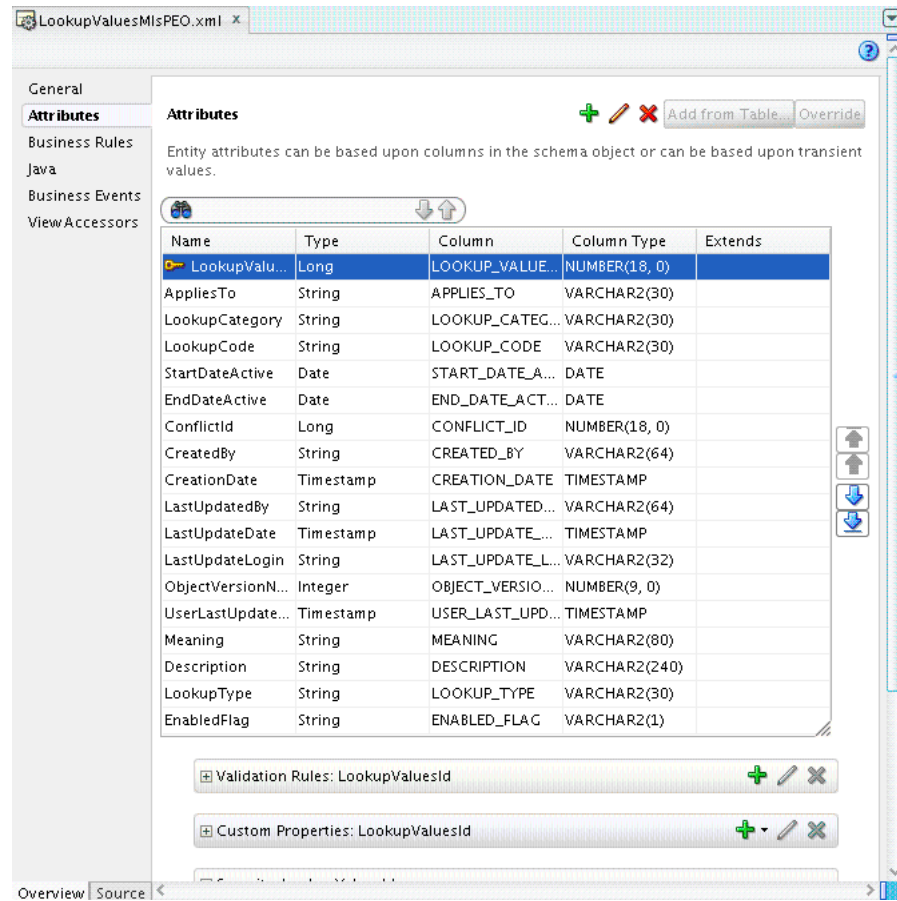 LookupValuesMlsPEO.xml x
General
Attributes
Business Rules
Java
Business Events
View Accessors
Attributes
Add from Table... Override
Entity attributes can be based upon columns in the schema object or can be based upon transient
values.
Name Type Column Column Type Extends
LookupValu... Long LOOKUP_VALUE... NUMBER(18, 0)
AppliesTo String APPLIES_TO VARCHAR2(30)
LookupCategory String LOOKUP_CATEG... VARCHAR2(30)
LookupCode String LOOKUP_CODE VARCHAR2(30)
StartDateActive Date START_DATE_A... DATE
EndDateActive Date END_DATE_ACT... DATE
ConflictId Long CONFLICT_ID NUMBER(18, 0)
CreatedBy String CREATED_BY VARCHAR2(64)
CreationDate Timestamp CREATION_DATE TIMESTAMP
LastUpdatedBy String LAST_UPDATED... VARCHAR2(64)
LastUpdateDate Timestamp LAST_UPDATE_... TIMESTAMP
LastUpdateLogin String LAST_UPDATE_L... VARCHAR2(32)
ObjectVersionN... Integer OBJECT_VERSIO... NUMBER(9, 0)
UserLastUpdate... Timestamp USER_LAST_UPD... TIMESTAMP
Meaning String MEANING VARCHAR2(80)
Description String DESCRIPTION VARCHAR2(240)
LookupType String LOOKUP_TYPE VARCHAR2(30)
EnabledFlag String ENABLED_FLAG VARCHAR2(1)
Validation Rules: LookupValuesId
Custom Properties: LookupValuesId
Overview Source